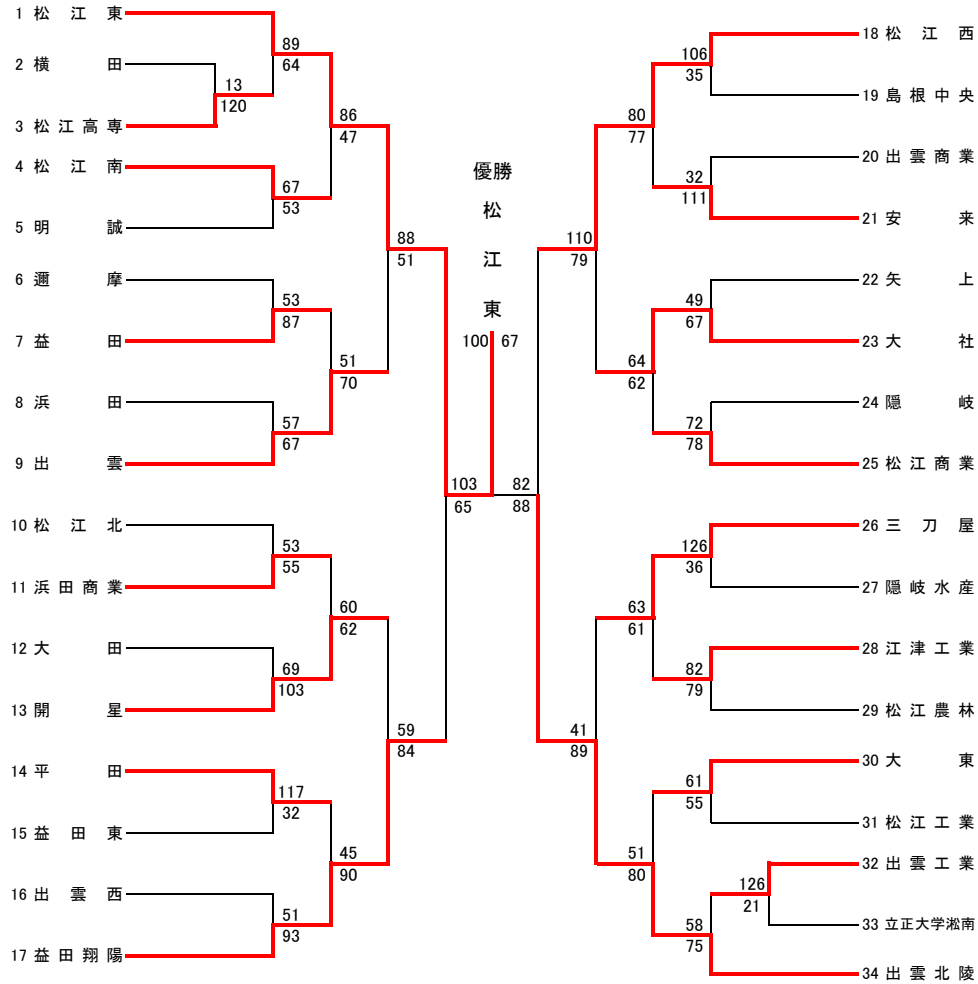 1 松江東
89
64
2 横田
13
120
3 松江高専
86
47
4 松江南
67
53
5 明誠
88
51
6 邇摩
53
87
7 益田
51
70
8 浜田
57
67
9 出雲
103
65
10 松江北
53
55
11 浜田商業
60
62
12 大田
69
103
13 開星
59
84
14 平田
117
32
15 益田東
45
90
16 出雲西
51
93
17 益田翔陽
優勝
松江東
100 67
18 松江西
106
35
19 島根中央
80
77
20 出雲商業
32
111
21 安来
110
79
22 矢上
49
67
23 大社
64
62
24 隠岐
72
78
25 松江商業
82
88
26 三刀屋
126
36
27 隠岐水産
63
61
28 江津工業
82
79
29 松江農林
41
89
30 大東
61
55
31 松江工業
51
80
32 出雲工業
126
21
33 立正大学淞南
58
75
34 出雲北陵